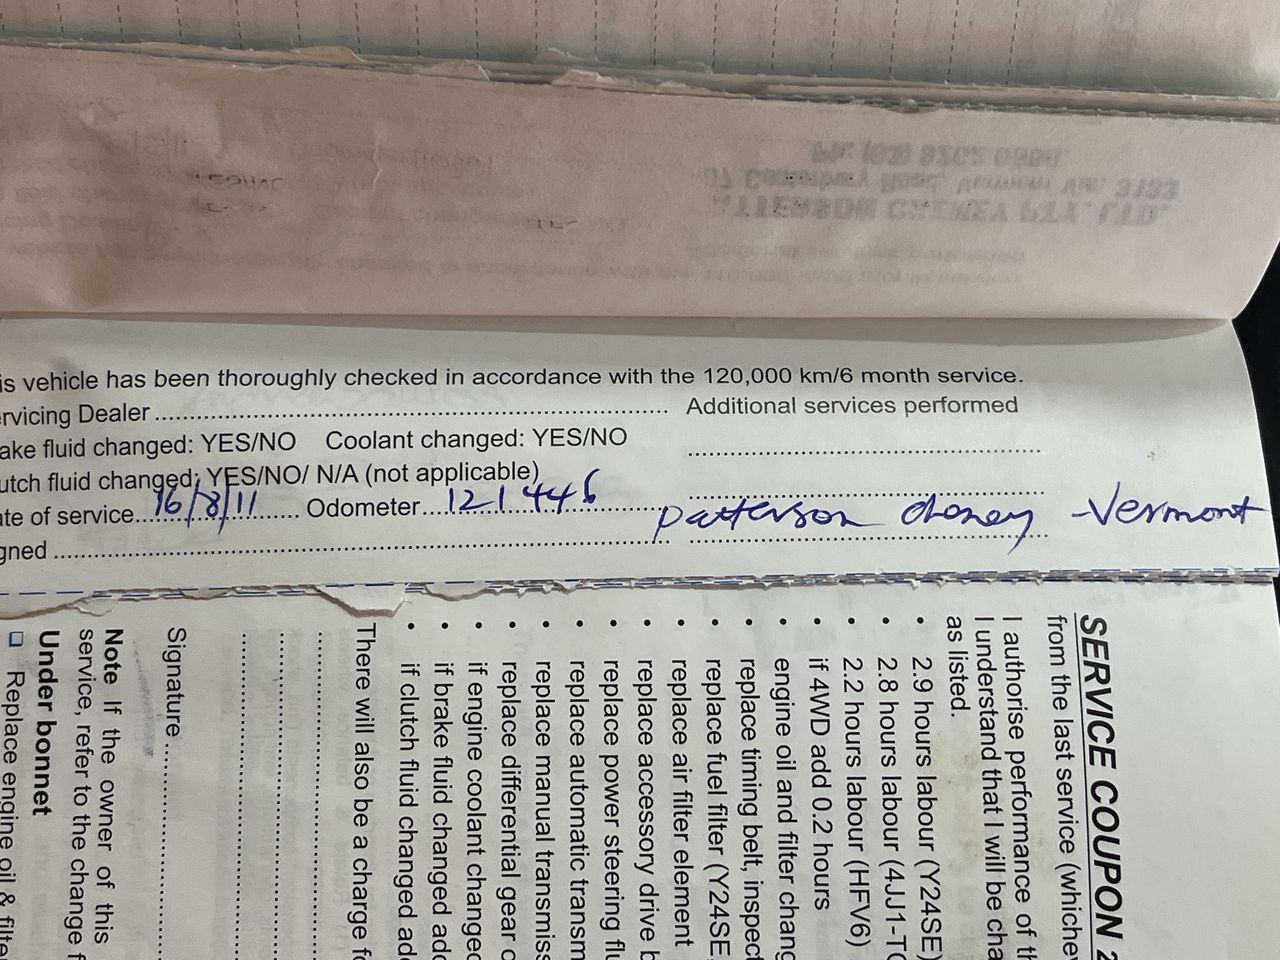 is vehicle has been thoroughly checked in accordance with the 120,000 km/6 month service.
rvicing Dealer ........................................ Additional services performed
ake fluid changed: YES/NO Coolant changed: YES/NO
utch fluid changed: YES/NO/ N/A (not applicable)
ate of service....16/8/11.... Odometer....121446....
Patterson cheney - Vermont
gned ........................................
SERVICE COUPON 2
from the last service (whichev
I authorise performance of th
I understand that I will be cha
as listed.
• 2.9 hours labour (Y24SE)
• 2.8 hours labour (4JJ1-TC
• 2.2 hours labour (HFV6)
• if 4WD add 0.2 hours
• engine oil and filter chang
• replace timing belt, inspect
• replace fuel filter (Y24SE
• replace air filter element
• replace accessory drive b
• replace power steering flu
• replace automatic transm
• replace manual transmiss
• replace differential gear o
• if engine coolant changed
• if brake fluid changed add
• if clutch fluid changed ad
There will also be a charge fo
Signature ....................
Note If the owner of this
service, refer to the change f
Under bonnet
Replace engine oil & filte